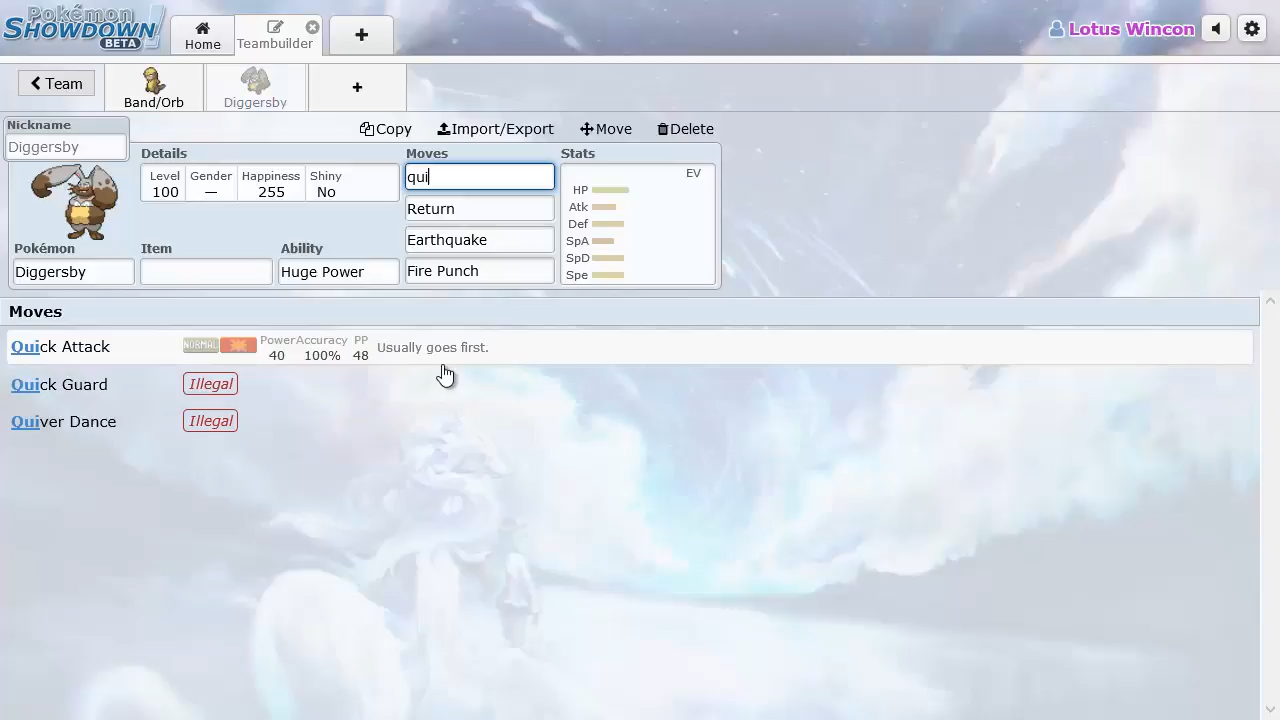 Pokémon
SHOWDOWN!
BETA
Home
Teambuilder
+
Lotus Wincon
Team
Band/Orb
Diggersby
+
Nickname
Diggersby
Copy
Import/Export
Move
Delete
Details
Moves
Stats
Level
Gender
Happiness
Shiny
100
—
255
No
qui
EV
HP
Return
Atk
Def
Earthquake
SpA
Pokémon
Item
Ability
SpD
Diggersby
Huge Power
Fire Punch
Spe
Moves
Quick Attack
NORMAL
Power
Accuracy
PP
40
100%
48
Usually goes first.
Quick Guard
Illegal
Quiver Dance
Illegal